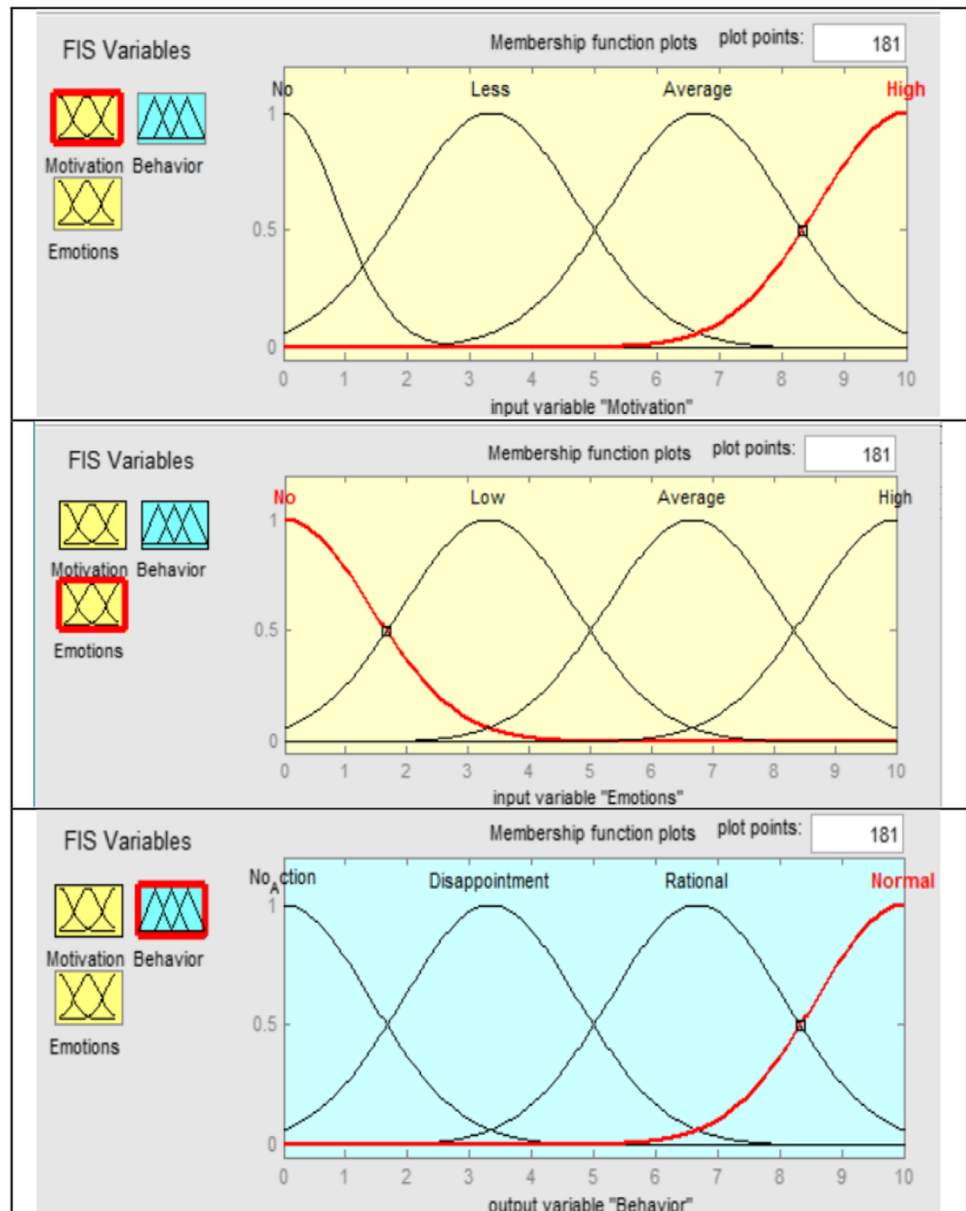 FIS Variables
Membership function plots plot points: 181
No Less Average High
Motivation Behavior
Emotions
1
0.5
0
0 1 2 3 4 5 6 7 8 9 10
input variable "Motivation"
FIS Variables
Membership function plots plot points: 181
No Low Average High
Motivation Behavior
Emotions
1
0.5
0
0 1 2 3 4 5 6 7 8 9 10
input variable "Emotions"
FIS Variables
Membership function plots plot points: 181
No_Action Disappointment Rational Normal
Motivation Behavior
Emotions
1
0.5
0
0 1 2 3 4 5 6 7 8 9 10
output variable "Behavior"